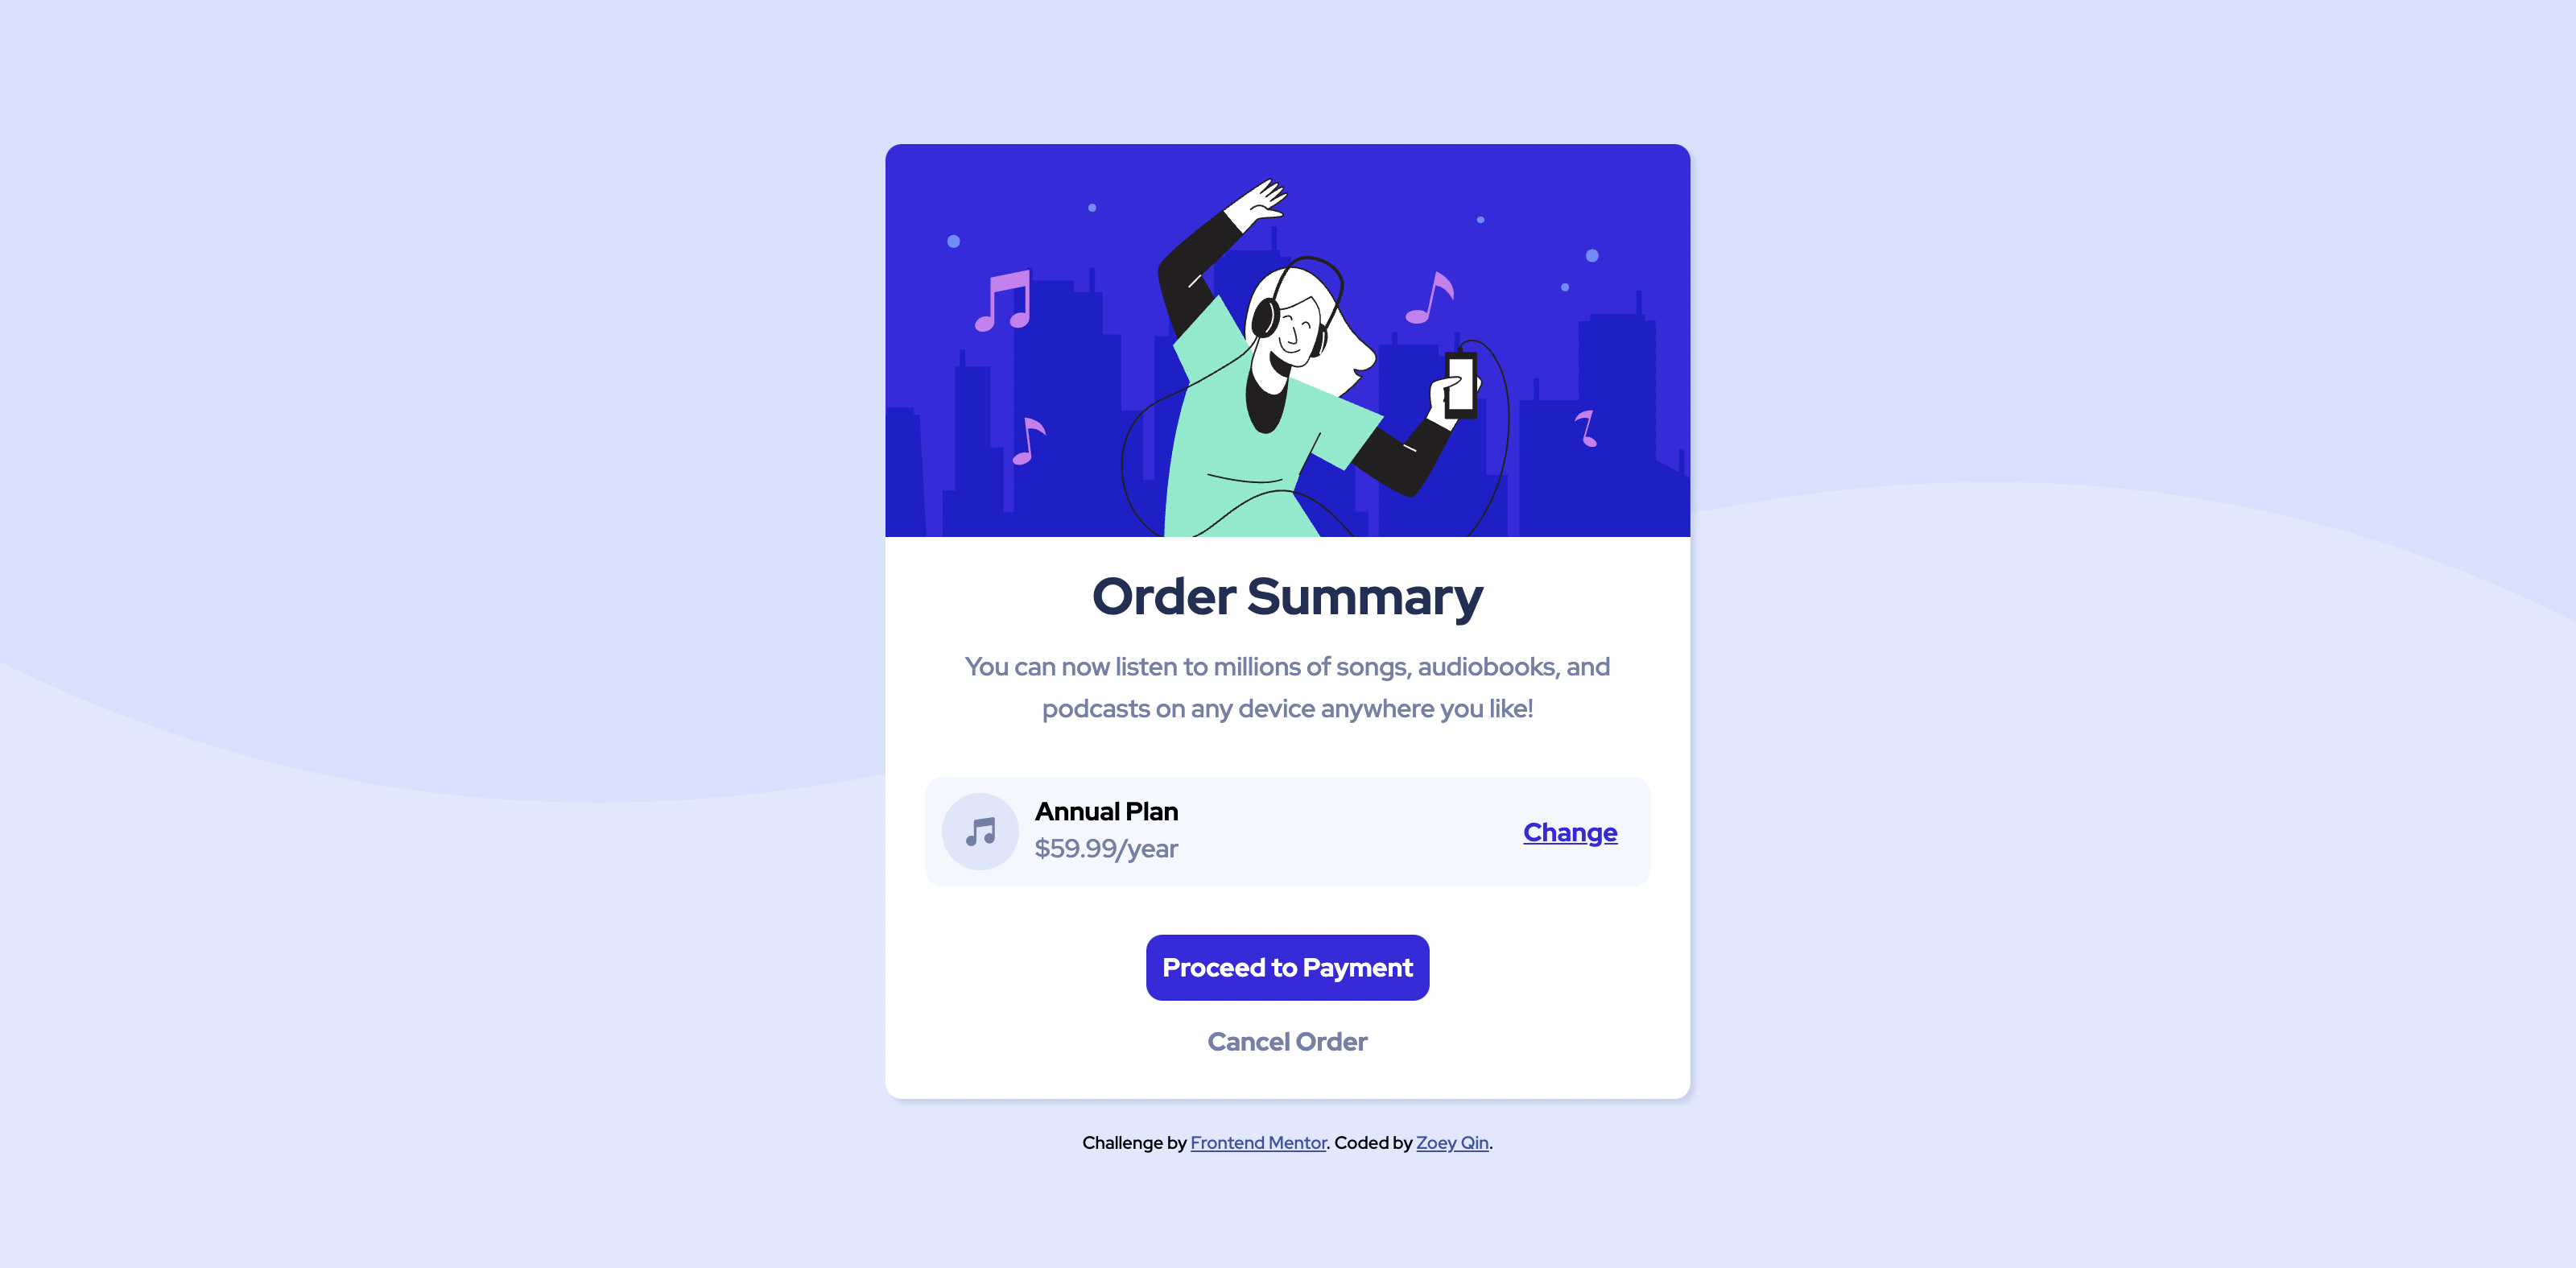 Order Summary
You can now listen to millions of songs, audiobooks, and
podcasts on any device anywhere you like!
Annual Plan
$59.99/year
Change
Proceed to Payment
Cancel Order
Challenge by Frontend Mentor. Coded by Zoey Qin.